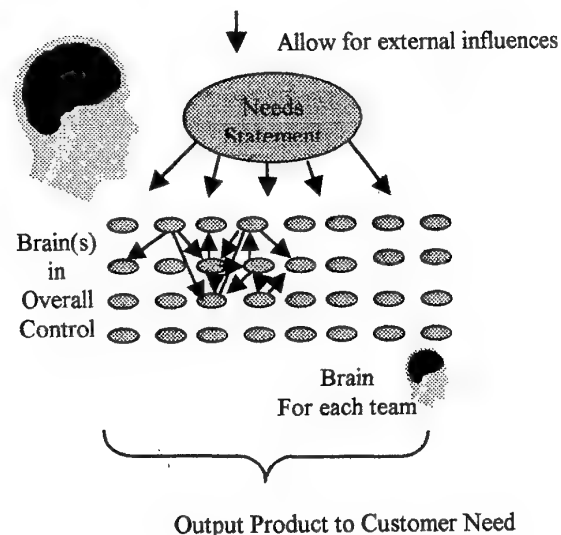 Allow for external influences
Needs
Statement
Brain(s)
in
Overall
Control
Brain
For each team
Output Product to Customer Need